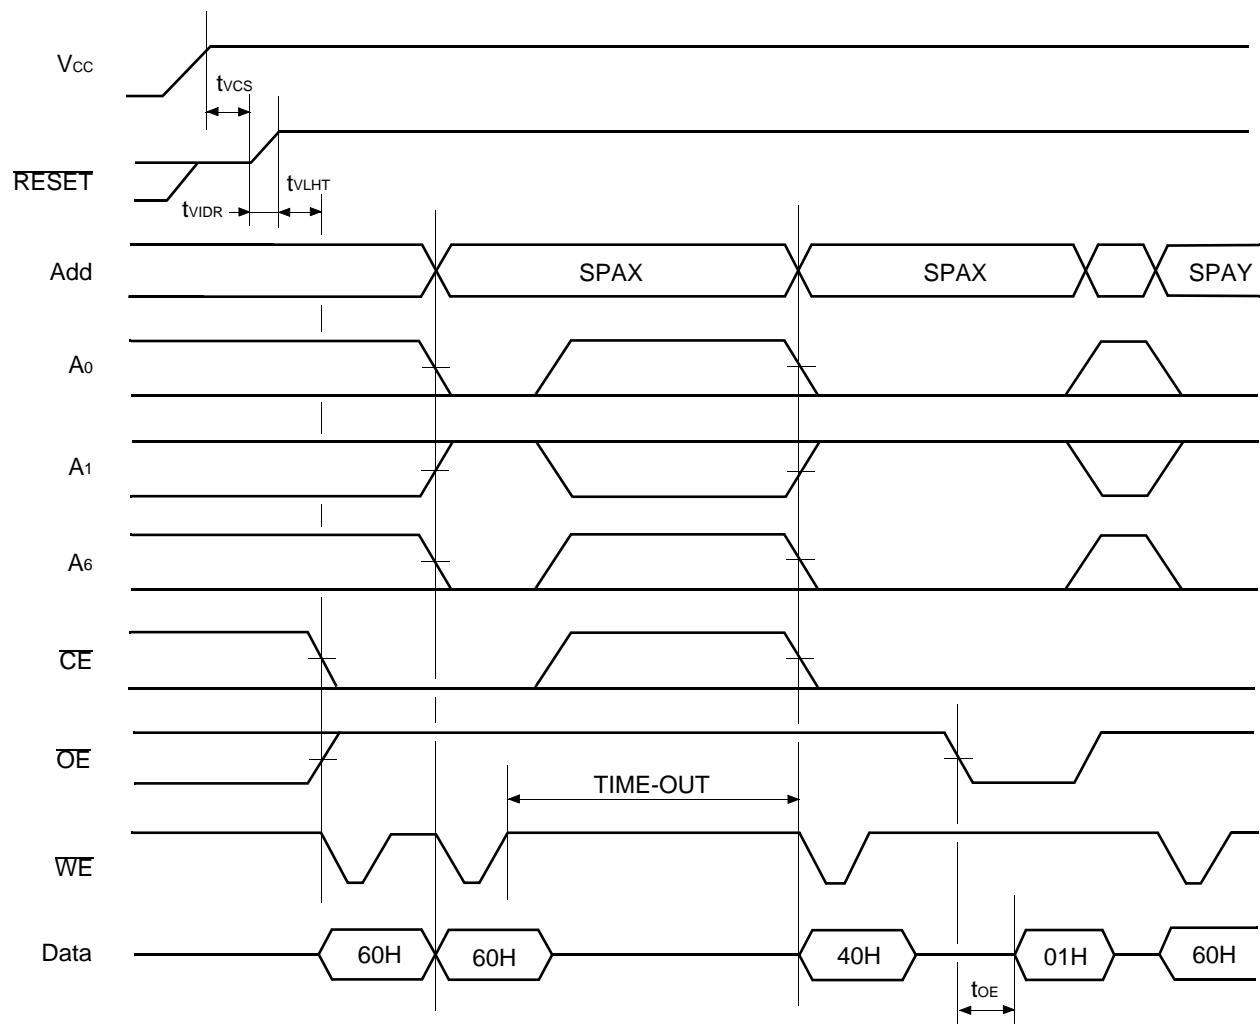 VCC
tVCS
RESET
tVLHT
tVIDR
Add
SPAX
SPAX
SPAY
A0
A1
A6
CE
OE
TIME-OUT
WE
Data
60H
60H
40H
01H
60H
tOE